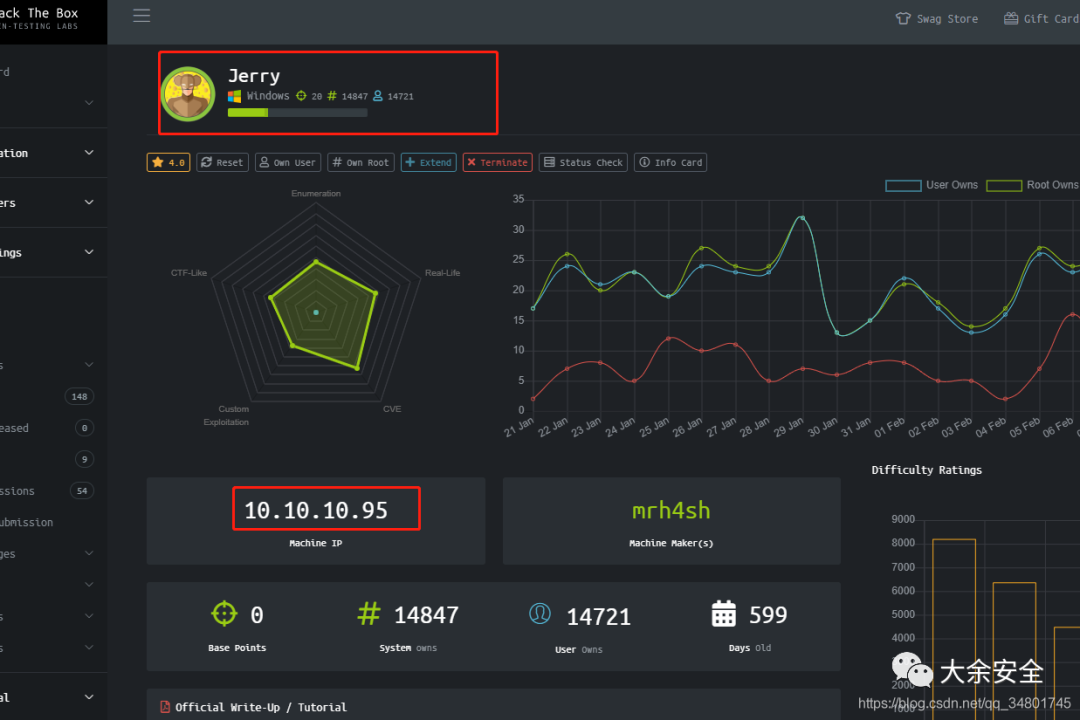 ack The Box
N-TESTING LABS
Swag Store
Gift Card
rd
ation
ers
ings
s
148
eased
0
9
ssions
54
ubmission
ges
s
s
al
Jerry
Windows 20 # 14847 14721
4.0
Reset
Own User
# Own Root
+ Extend
× Terminate
Status Check
Info Card
Enumeration
CTF-Like
Real-Life
Custom
Exploitation
CVE
User Owns
Root Owns
35
30
25
20
15
10
5
0
21 Jan
22 Jan
23 Jan
24 Jan
25 Jan
26 Jan
27 Jan
28 Jan
29 Jan
30 Jan
31 Jan
01 Feb
02 Feb
03 Feb
04 Feb
05 Feb
06 Feb
10.10.10.95
Machine IP
mrh4sh
Machine Maker(s)
0
Base Points
# 14847
System owns
14721
User Owns
599
Days Old
Official Write-Up / Tutorial
Difficulty Ratings
9000
8000
7000
6000
5000
4000
2000
1000
大余安全
https://blog.csdn.net/qq_34801745